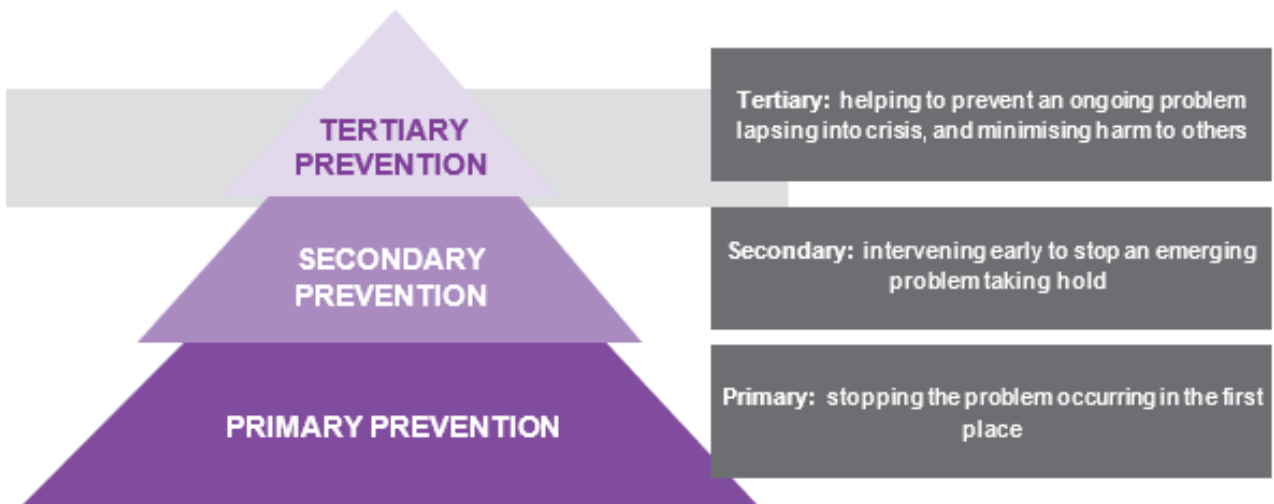 TERTIARY
PREVENTION
Tertiary: helping to prevent an ongoing problem
lapsing into crisis, and minimising harm to others
SECONDARY
PREVENTION
Secondary: intervening early to stop an emerging
problem taking hold
PRIMARY PREVENTION
Primary: stopping the problem occurring in the first
place